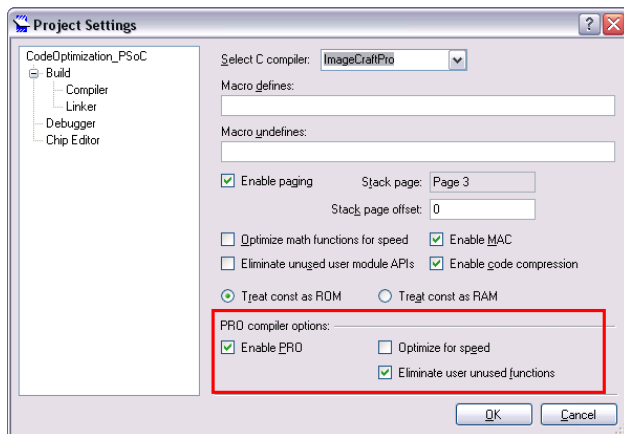 Project Settings
CodeOptimization_PSoC
Build
Compiler
Linker
Debugger
Chip Editor
Select C compiler: ImageCraftPro
Macro defines:
Macro undefines:
Enable paging Stack page: Page 3
Stack page offset: 0
Optimize math functions for speed Enable MAC
Eliminate unused user module APIs Enable code compression
Treat const as ROM Treat const as RAM
PRO compiler options:
Enable PRO Optimize for speed
Eliminate user unused functions
OK Cancel